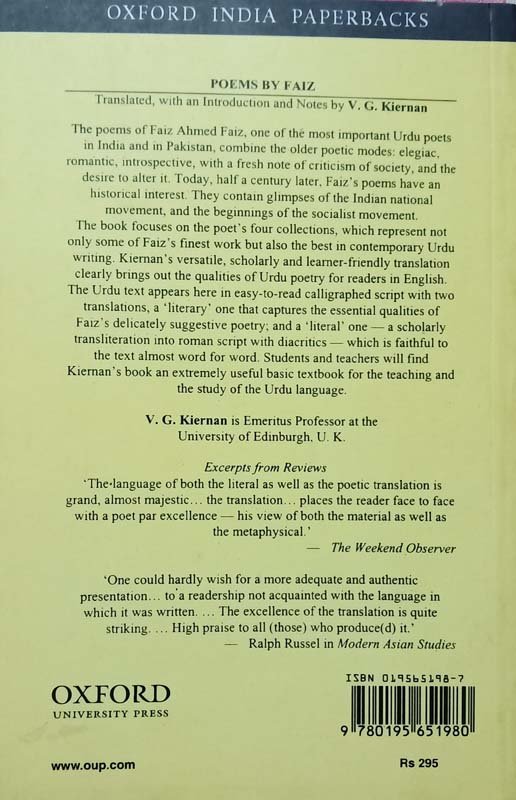 OXFORD INDIA PAPERBACKS
POEMS BY FAIZ
Translated, with an Introduction and Notes by V. G. Kiernan
The poems of Faiz Ahmed Faiz, one of the most important Urdu poets
in India and in Pakistan, combine the older poetic modes: elegiac,
romantic, introspective, with a fresh note of criticism of society, and the
desire to alter it. Today, half a century later, Faiz's poems have an
historical interest. They contain glimpses of the Indian national
movement, and the beginnings of the socialist movement.
The book focuses on the poet's four collections, which represent not
only some of Faiz's finest work but also the best in contemporary Urdu
writing. Kiernan's versatile, scholarly and learner-friendly translation
clearly brings out the qualities of Urdu poetry for readers in English.
The Urdu text appears here in easy-to-read calligraphed script with two
translations, a 'literary' one that captures the essential qualities of
Faiz's delicately suggestive poetry; and a 'literal' one — a scholarly
transliteration into roman script with diacritics — which is faithful to
the text almost word for word. Students and teachers will find
Kiernan's book an extremely useful basic textbook for the teaching and
the study of the Urdu language.
V. G. Kiernan is Emeritus Professor at the
University of Edinburgh, U. K.
Excerpts from Reviews
'The language of both the literal as well as the poetic translation is
grand, almost majestic... the translation... places the reader face to face
with a poet par excellence — his view of both the material as well as
the metaphysical.'
— The Weekend Observer
'One could hardly wish for a more adequate and authentic
presentation... to a readership not acquainted with the language in
which it was written. ... The excellence of the translation is quite
striking. ... High praise to all (those) who produce(d) it.'
— Ralph Russel in Modern Asian Studies
ISBN 019565198-7
OXFORD
UNIVERSITY PRESS
9 780195 651980
www.oup.com
Rs 295